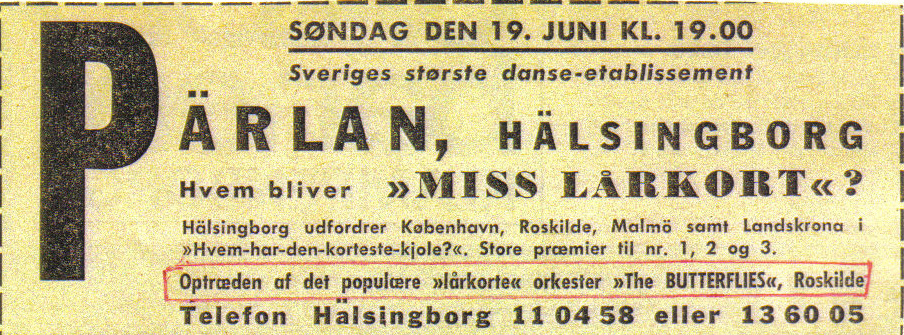 SØNDAG DEN 19. JUNI KL. 19.00
Sveriges største danse-etablissement
PÄRLAN, HÄLSINGBORG
Hvem bliver »MISS LÅRKORT«?
Hälsingborg udfordrer København, Roskilde, Malmö samt Landskrona i
»Hvem-har-den-korteste-kjole?«. Store præmier til nr. 1, 2 og 3.
Optræden af det populære »lårkorte« orkester »The BUTTERFLIES«, Roskilde
Telefon Hälsingborg 11 04 58 eller 13 60 05